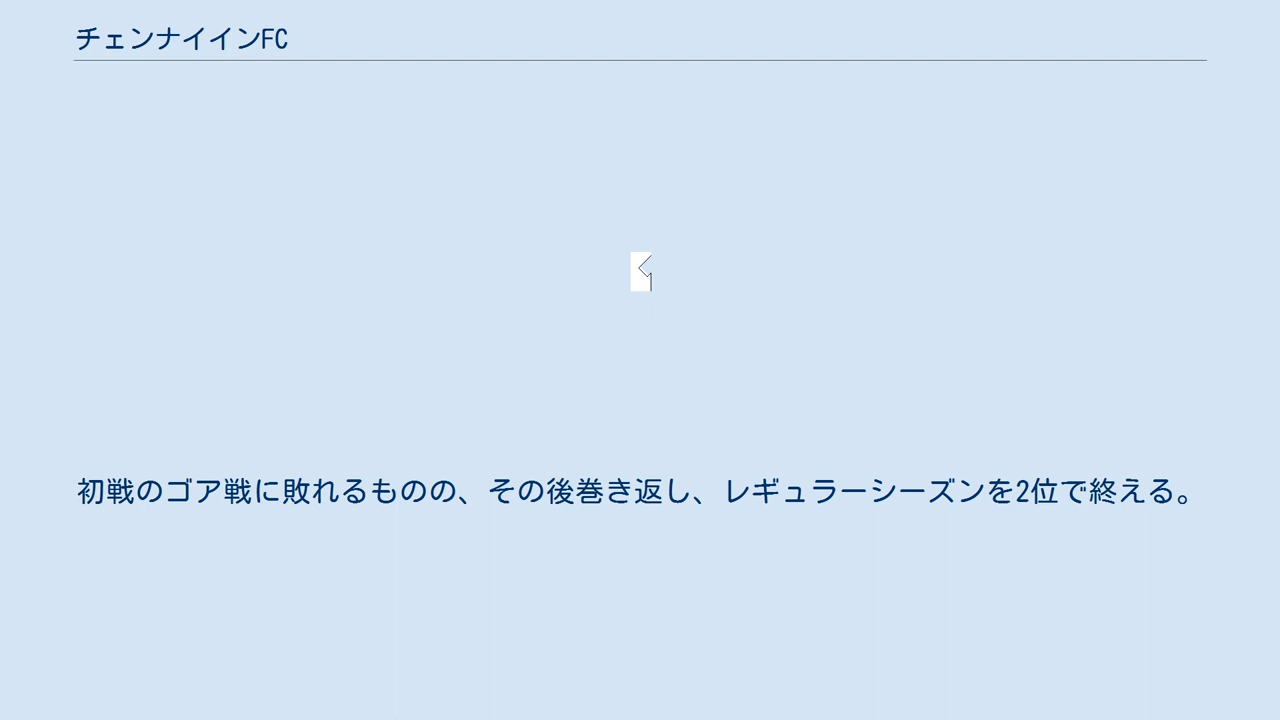 チェンナイインFC
初戦のゴア戦に敗れるものの、その後巻き返し、レギュラーシーズンを2位で終える。